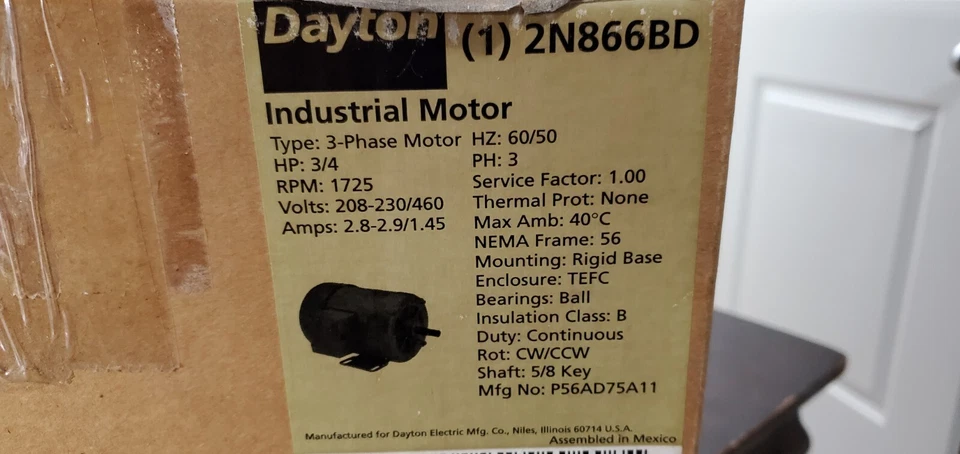 Dayton (1) 2N866BD
Industrial Motor
Type: 3-Phase Motor
HP: 3/4
RPM: 1725
Volts: 208-230/460
Amps: 2.8-2.9/1.45
HZ: 60/50
PH: 3
Service Factor: 1.00
Thermal Prot: None
Max Amb: 40°C
NEMA Frame: 56
Mounting: Rigid Base
Enclosure: TEFC
Bearings: Ball
Insulation Class: B
Duty: Continuous
Rot: CW/CCW
Shaft: 5/8 Key
Mfg No: P56AD75A11
Manufactured for Dayton Electric Mfg. Co., Niles, Illinois 60714 U.S.A.
Assembled in Mexico